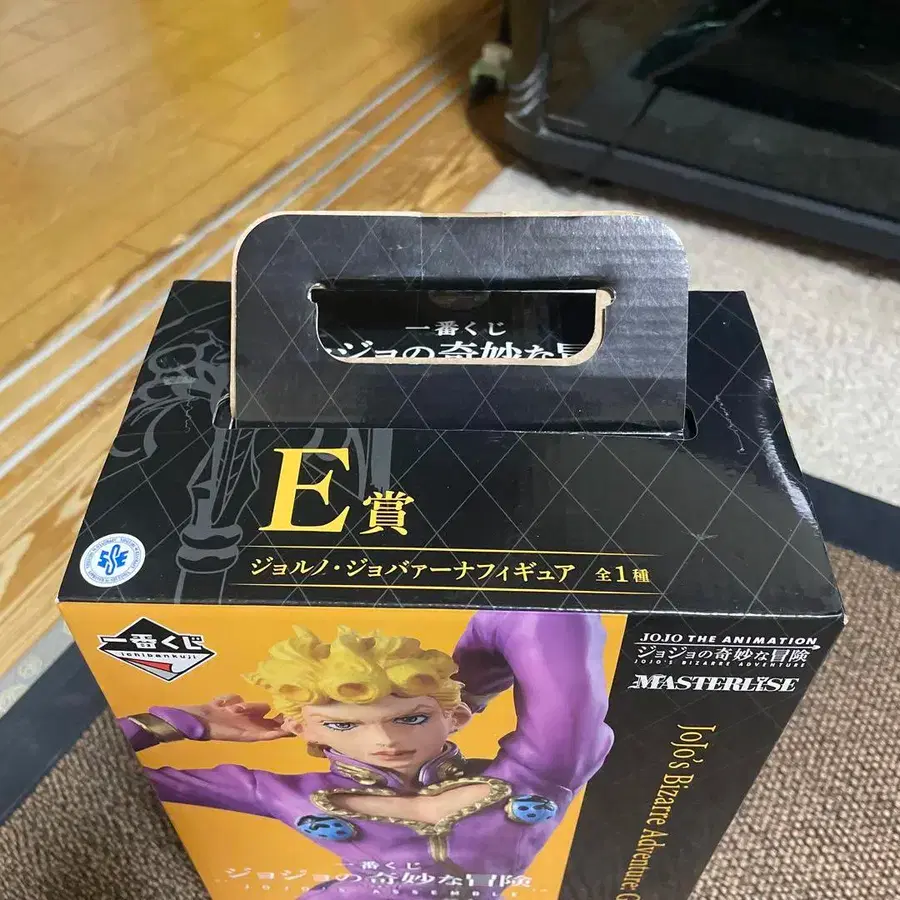 一番くじ
ジョジョの奇妙な冒
E賞
ジョルノ・ジョバァーナフィギュア 全1種
一番くじ
ichibankuji
JOJO THE ANIMATION
ジョジョの奇妙な冒険
JOJO'S BIZARRE ADVENTURE
MASTERLISE
JoJo's Bizarre Adventure G
一番くじ
ジョジョの奇妙な冒険
JOJO'S ASSEMBLE